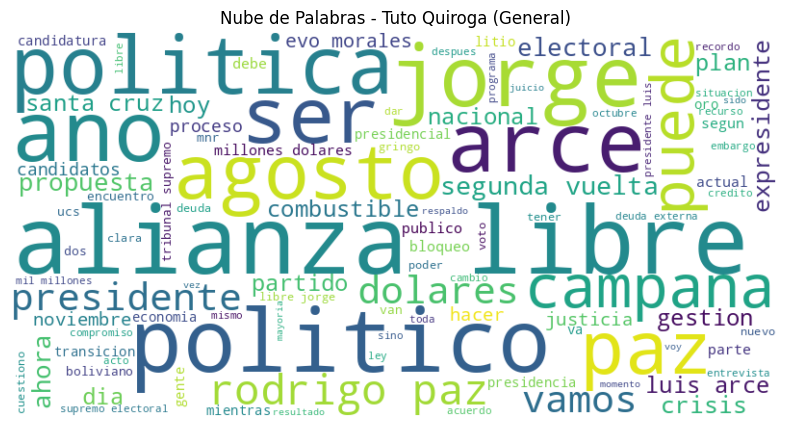 Nube de Palabras - Tuto Quiroga (General)
candidatura
libre
politica
debe
despues
evo morales
litio
programa
electoral
recordo
plan
expresidente
jorge
puede
santa cruz
hoy
ano
proceso
mnr
ser
juicio
nacional
presidencial
dar
octubre
arce
presidente luis
situacion
oro
sido
recurso
segun
embargo
millones dolares
gringo
candidatos
propuesta
encuentro
tribunal supremo
agosto
segunda vuelta
actual
credito
ucs
deuda
combustible
respaldo
tener
deuda externa
clara
dos
publico
voto
bloqueo
poder
alianza libre
mil millones
vez
presidente
partido
libre jorge
dolares
cambio
campana
noviembre
economia
mismo
mayoria
van
toda
hacer
justicia
va
gestion
nuevo
compromiso
politico
sino
ley
paz
parte
transicion
acto
boliviano
ahora
cuestiono
dia
gente
voy
entrevista
momento
luis arce
supremo electoral
mientras
rodrigo paz
resultado
presidencia
acuerdo
vamos
crisis